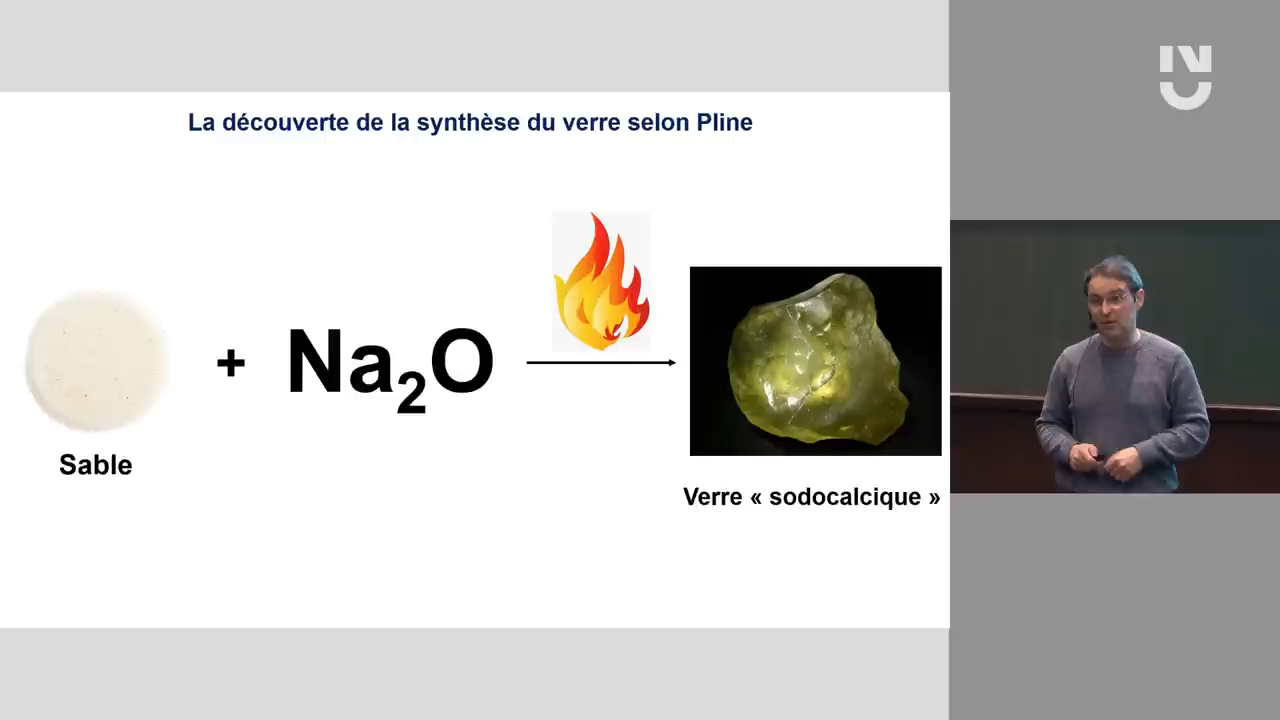 La découverte de la synthèse du verre selon Pline
+ Na₂O
Sable
Verre « sodocalcique »